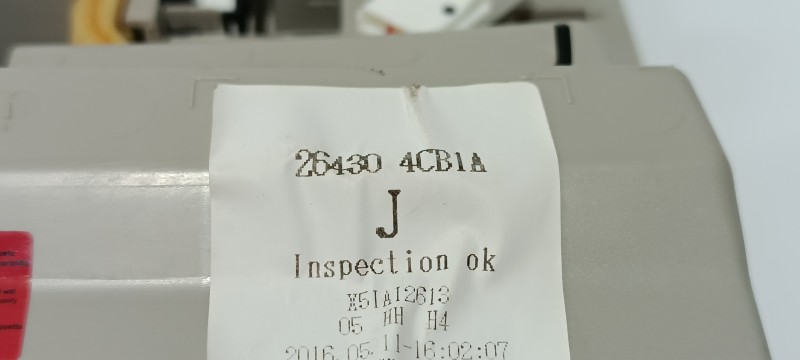 26430 4CB1A
J
Inspection ok
X51A12613
05 HH H4
2016.05.11-16:02:07